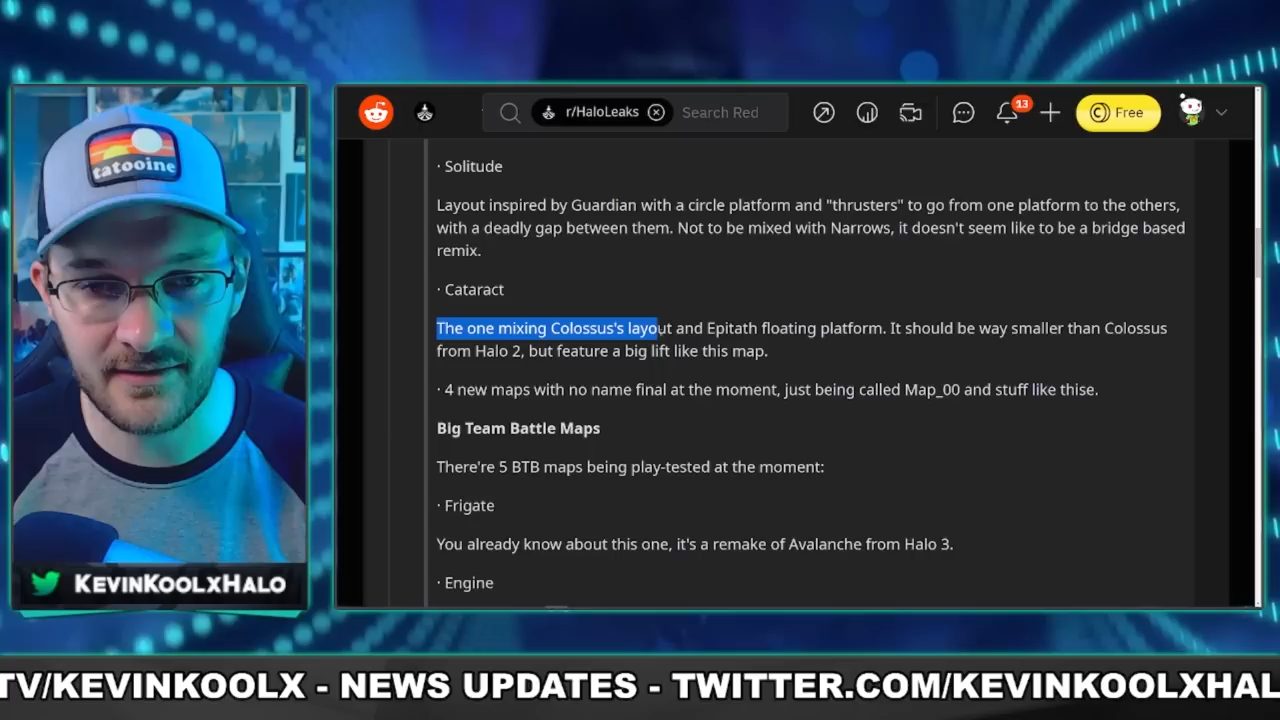 tatooine
KEVINKOOLXHALO
r/HaloLeaks
Search Red
13
Free
· Solitude
Layout inspired by Guardian with a circle platform and "thrusters" to go from one platform to the others,
with a deadly gap between them. Not to be mixed with Narrows, it doesn't seem like to be a bridge based
remix.
· Cataract
The one mixing Colossus's layout and Epitath floating platform. It should be way smaller than Colossus
from Halo 2, but feature a big lift like this map.
· 4 new maps with no name final at the moment, just being called Map_00 and stuff like thise.
Big Team Battle Maps
There're 5 BTB maps being play-tested at the moment:
· Frigate
You already know about this one, it's a remake of Avalanche from Halo 3.
· Engine
TV/KEVINKOOLX - NEWS UPDATES - TWITTER.COM/KEVINKOOLXHAL